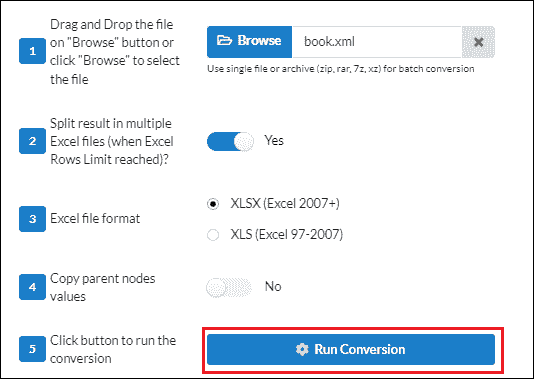 1
Drag and Drop the file
on "Browse" button or
click "Browse" to select
the file
Browse
book.xml
Use single file or archive (zip, rar, 7z, xz) for batch conversion
2
Split result in multiple
Excel files (when Excel
Rows Limit reached)?
Yes
3
Excel file format
XLSX (Excel 2007+)
XLS (Excel 97-2007)
4
Copy parent nodes
values
No
5
Click button to run the
conversion
Run Conversion